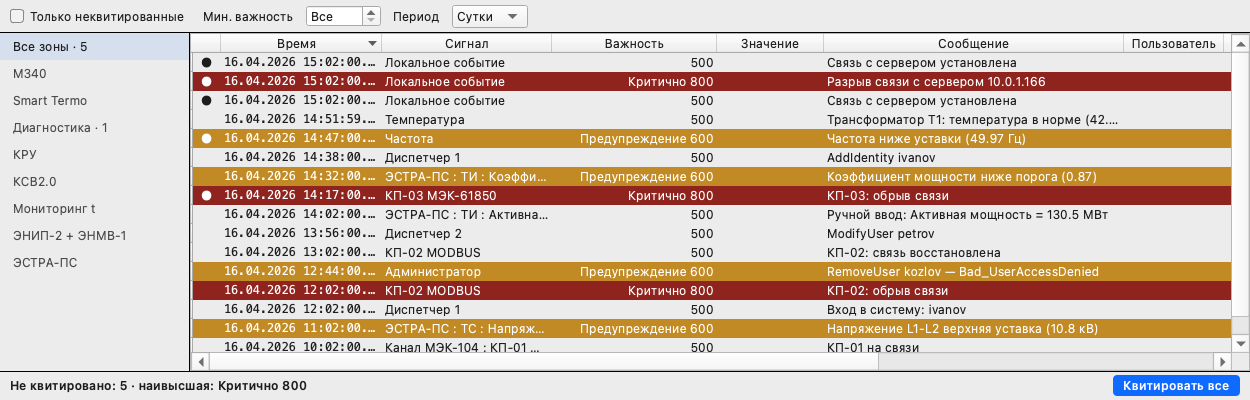 Только неквитированные Мин. важность Все Период Сутки
Все зоны · 5
М340
Smart Termo
Диагностика · 1
КРУ
КСВ2.0
Мониторинг t
ЭНИП-2 + ЭНМВ-1
ЭСТРА-ПС
Время Сигнал Важность Значение Сообщение Пользователь
16.04.2026 15:02:00.… Локальное событие 500 Связь с сервером установлена
16.04.2026 15:02:00.… Локальное событие Критично 800 Разрыв связи с сервером 10.0.1.166
16.04.2026 15:02:00.… Локальное событие 500 Связь с сервером установлена
16.04.2026 14:51:59.… Температура 500 Трансформатор Т1: температура в норме (42.…
16.04.2026 14:47:00.… Частота Предупреждение 600 Частота ниже уставки (49.97 Гц)
16.04.2026 14:38:00.… Диспетчер 1 500 AddIdentity ivanov
16.04.2026 14:32:00.… ЭСТРА-ПС : ТИ : Коэффи… Предупреждение 600 Коэффициент мощности ниже порога (0.87)
16.04.2026 14:17:00.… КП-03 МЭК-61850 Критично 800 КП-03: обрыв связи
16.04.2026 14:02:00.… ЭСТРА-ПС : ТИ : Активна… 500 Ручной ввод: Активная мощность = 130.5 МВт
16.04.2026 13:56:00.… Диспетчер 2 500 ModifyUser petrov
16.04.2026 13:02:00.… КП-02 MODBUS 500 КП-02: связь восстановлена
16.04.2026 12:44:00.… Администратор Предупреждение 600 RemoveUser kozlov — Bad_UserAccessDenied
16.04.2026 12:02:00.… КП-02 MODBUS Критично 800 КП-02: обрыв связи
16.04.2026 12:02:00.… Диспетчер 1 500 Вход в систему: ivanov
16.04.2026 11:02:00.… ЭСТРА-ПС : ТС : Напряж… Предупреждение 600 Напряжение L1-L2 верхняя уставка (10.8 кВ)
16.04.2026 10:02:00.… Канал МЭК-104 : КП-01 … 500 КП-01 на связи
Не квитировано: 5 · наивысшая: Критично 800 Квитировать все